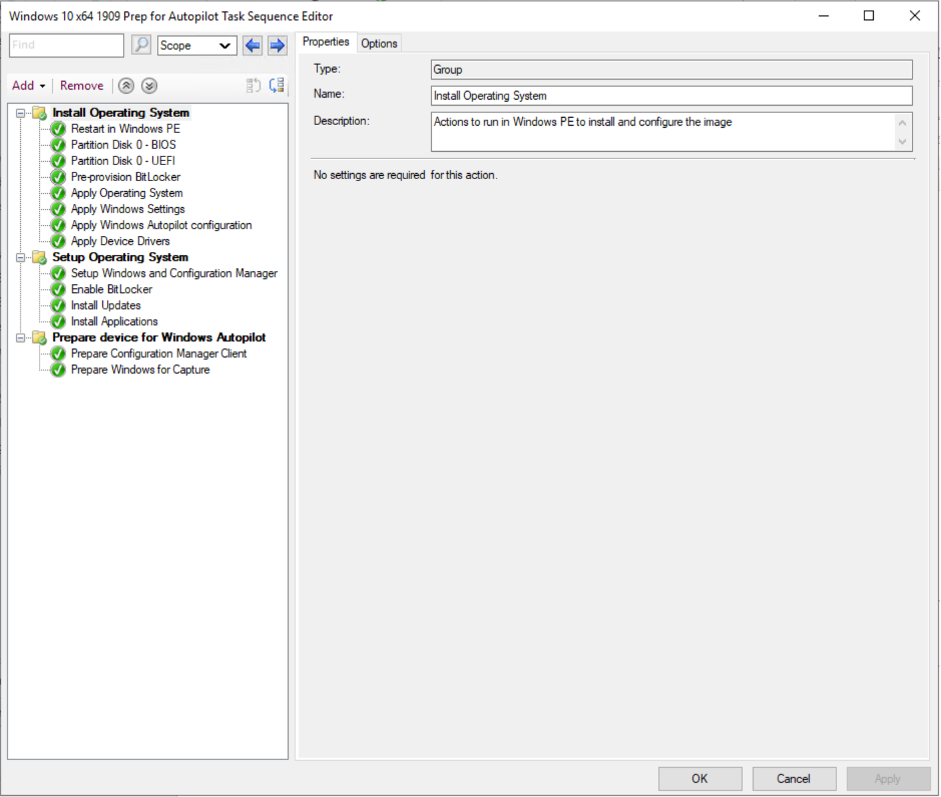 Windows 10 x64 1909 Prep for Autopilot Task Sequence Editor
Find
Scope
Add
Remove
Install Operating System
Restart in Windows PE
Partition Disk 0 - BIOS
Partition Disk 0 - UEFI
Pre-provision BitLocker
Apply Operating System
Apply Windows Settings
Apply Windows Autopilot configuration
Apply Device Drivers
Setup Operating System
Setup Windows and Configuration Manager
Enable BitLocker
Install Updates
Install Applications
Prepare device for Windows Autopilot
Prepare Configuration Manager Client
Prepare Windows for Capture
Properties
Options
Type:
Group
Name:
Install Operating System
Description:
Actions to run in Windows PE to install and configure the image
No settings are required for this action.
OK
Cancel
Apply